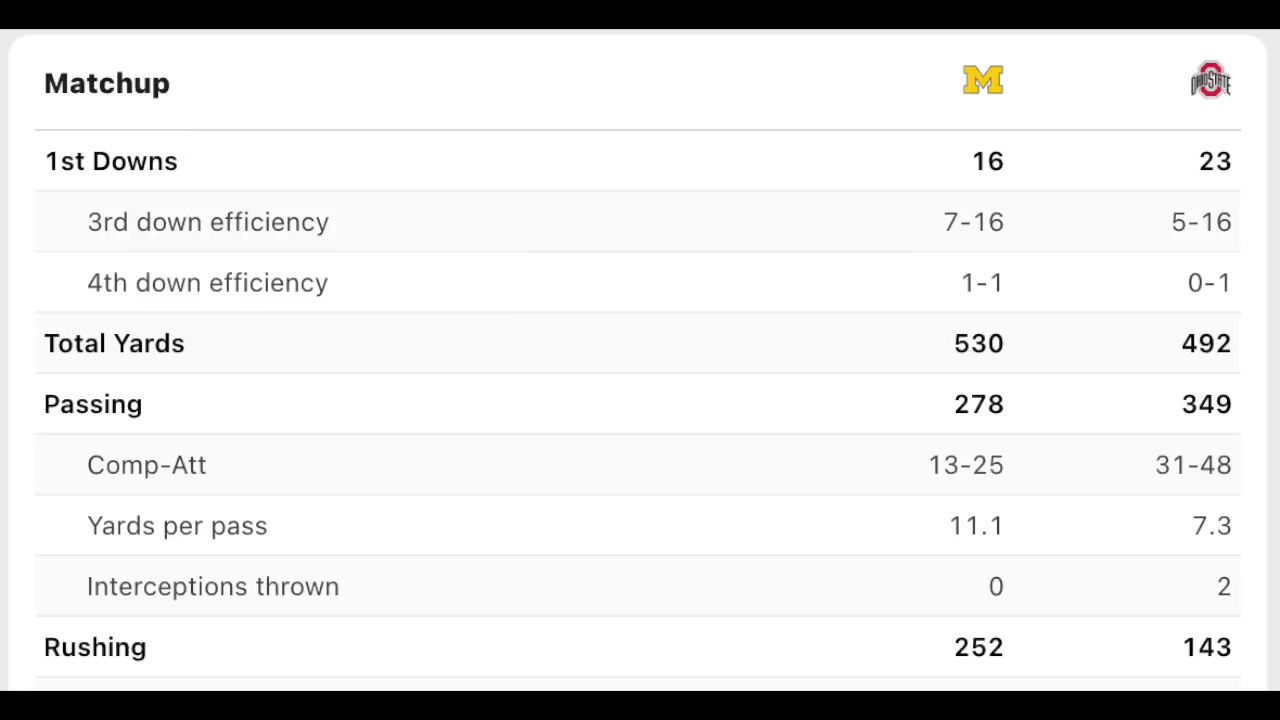 Matchup M OHIO STATE
1st Downs 16 23
3rd down efficiency 7-16 5-16
4th down efficiency 1-1 0-1
Total Yards 530 492
Passing 278 349
Comp-Att 13-25 31-48
Yards per pass 11.1 7.3
Interceptions thrown 0 2
Rushing 252 143